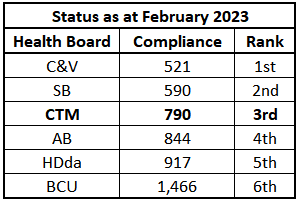 Status as at February 2023
Health Board Compliance Rank
C&V 521 1st
SB 590 2nd
CTM 790 3rd
AB 844 4th
HDda 917 5th
BCU 1,466 6th